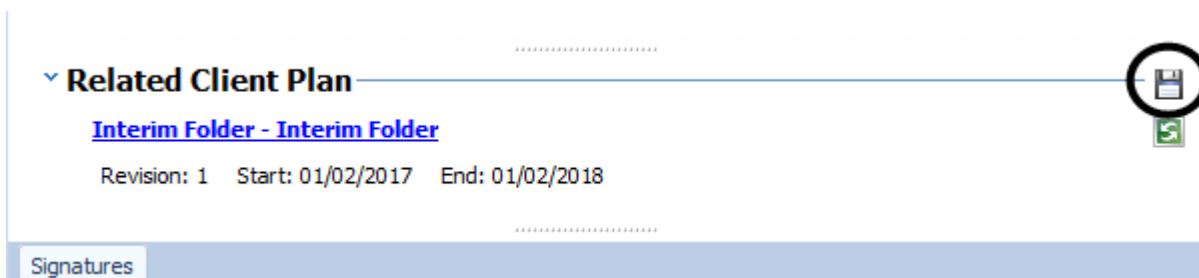 Related Client Plan
Interim Folder - Interim Folder
Revision: 1 Start: 01/02/2017 End: 01/02/2018
Signatures